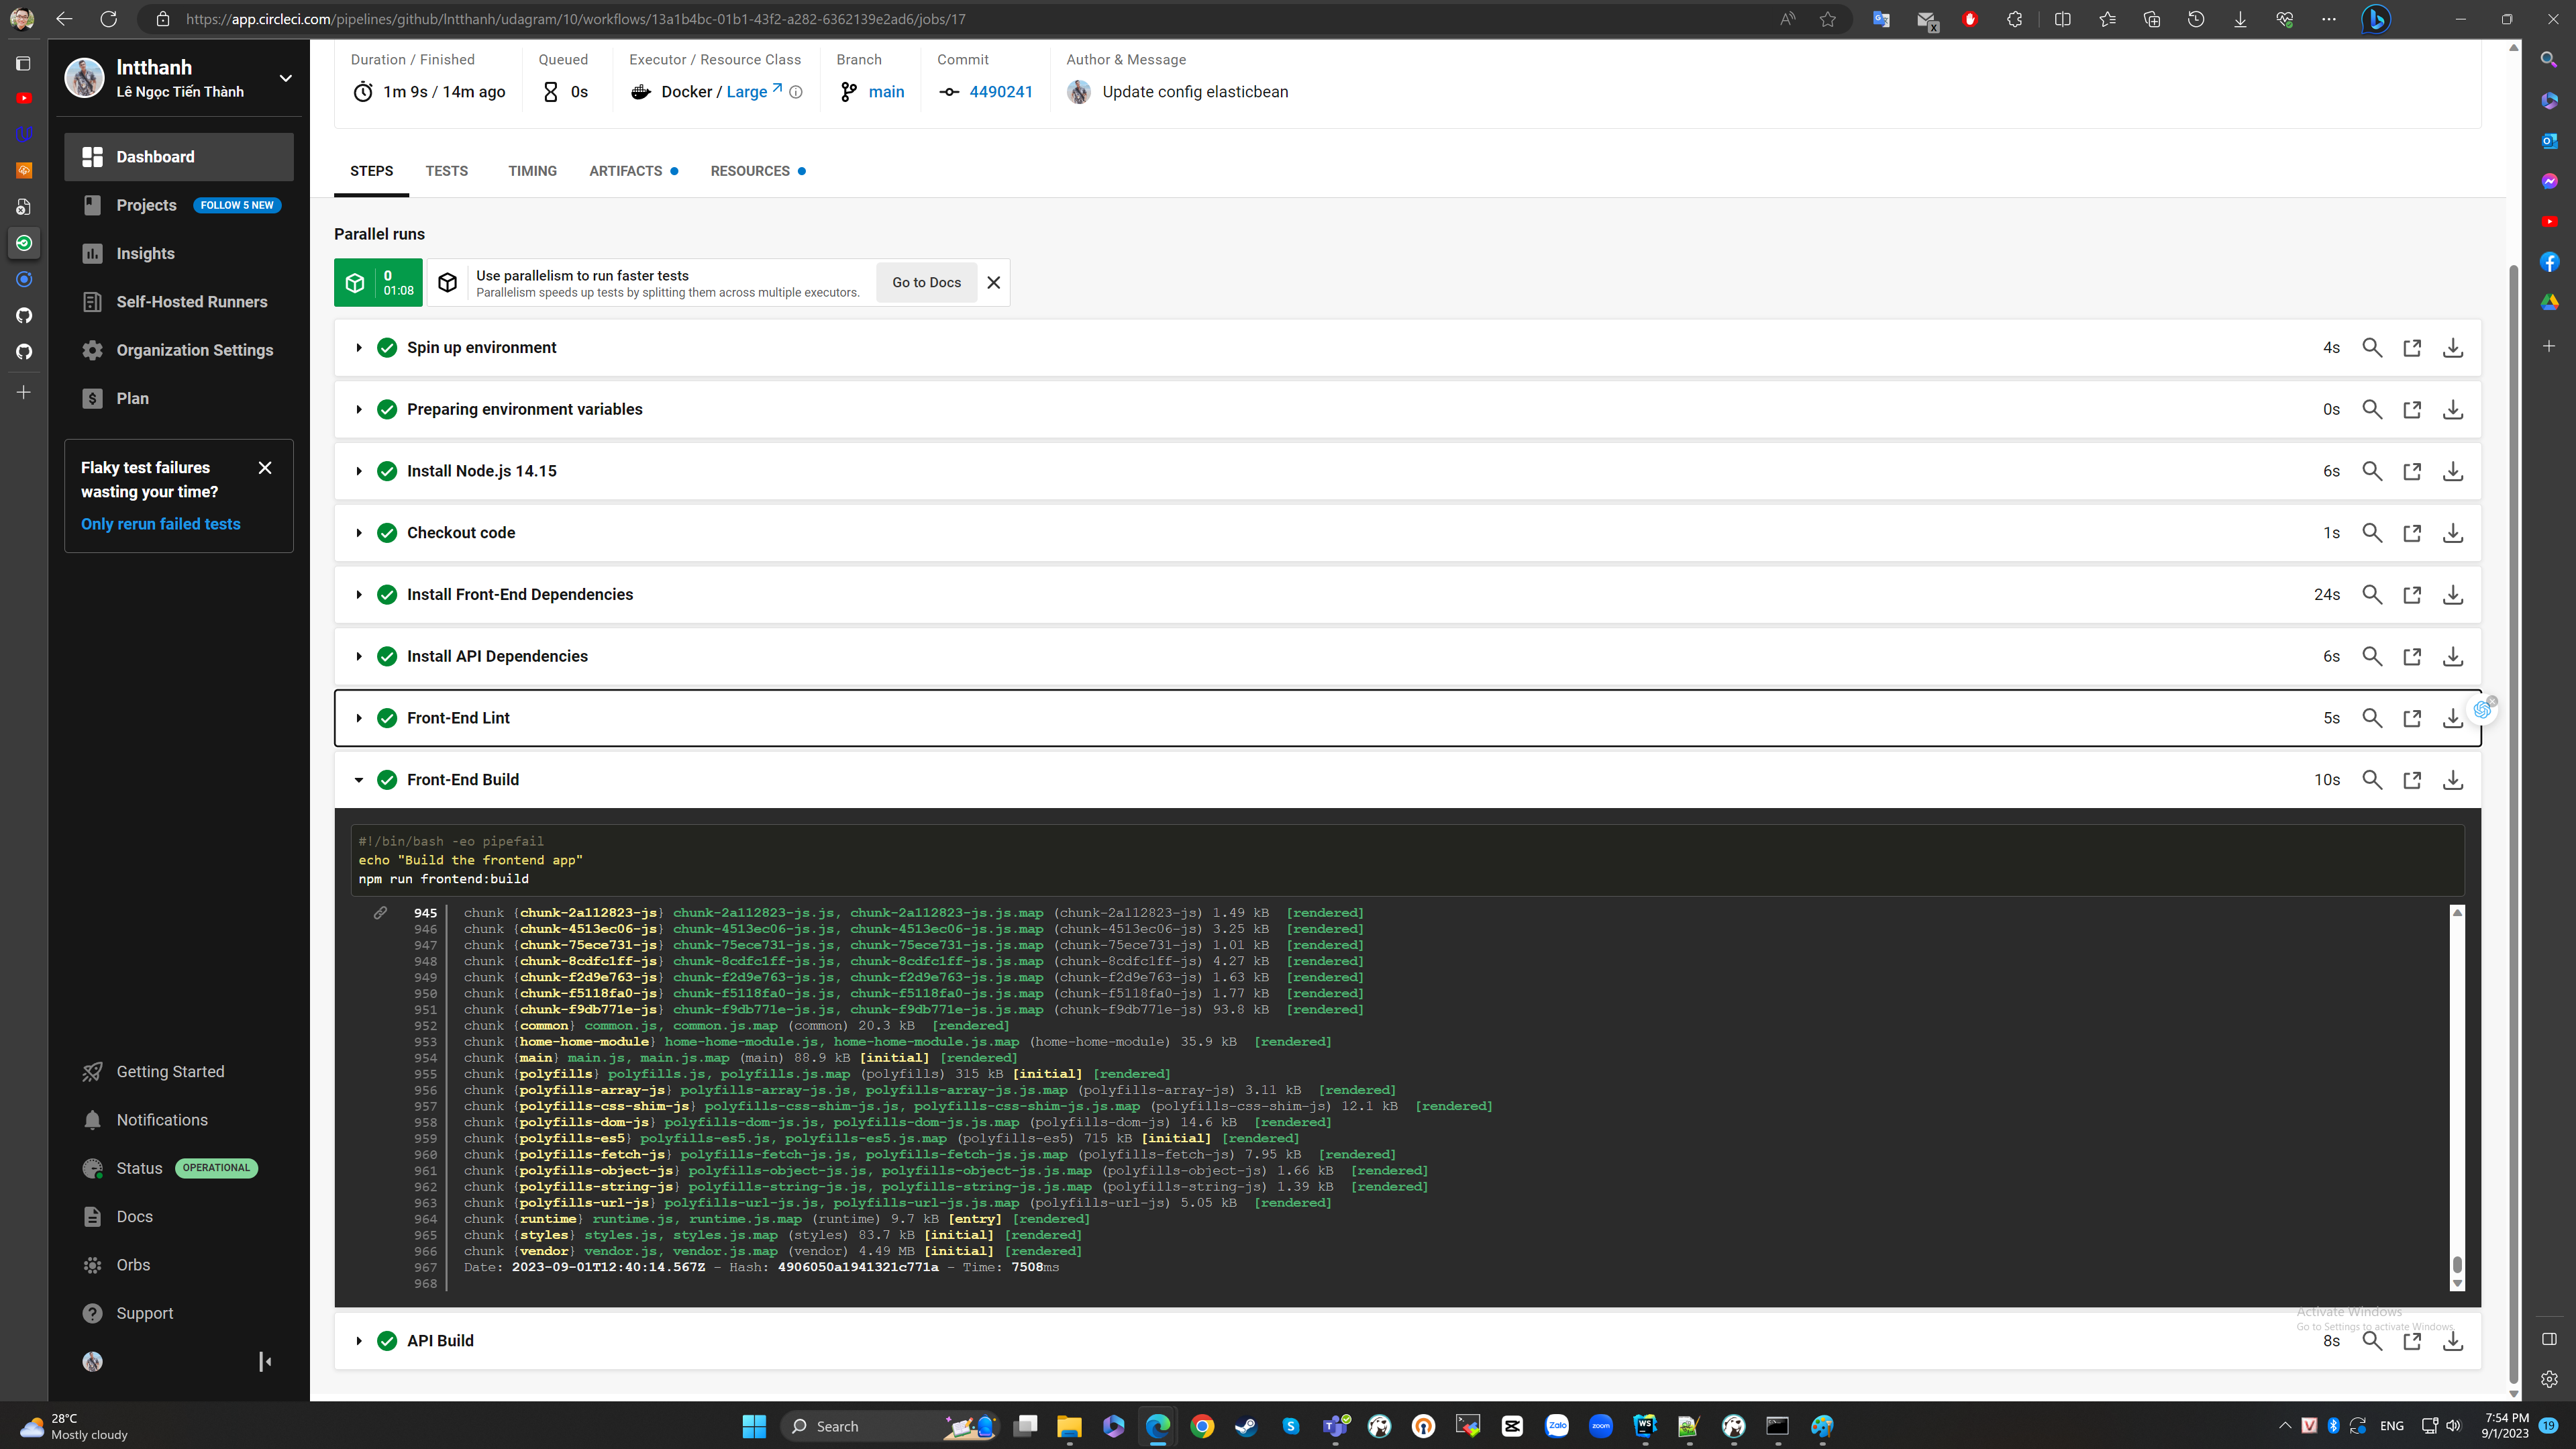 https://app.circleci.com/pipelines/github/lntthanh/udagram/10/workflows/13a1b4bc-01b1-43f2-a282-6362139e2ad6/jobs/17
lntthanh
Lê Ngọc Tiến Thành
Dashboard
Projects FOLLOW 5 NEW
Insights
Self-Hosted Runners
Organization Settings
Plan
Flaky test failures
wasting your time?
Only rerun failed tests
Getting Started
Notifications
Status OPERATIONAL
Docs
Orbs
Support
Duration / Finished Queued Executor / Resource Class Branch Commit Author & Message
1m 9s / 14m ago 0s Docker / Large main 4490241 Update config elasticbean
STEPS TESTS TIMING ARTIFACTS RESOURCES
Parallel runs
0
01:08
Use parallelism to run faster tests
Parallelism speeds up tests by splitting them across multiple executors.
Go to Docs
Spin up environment 4s
Preparing environment variables 0s
Install Node.js 14.15 6s
Checkout code 1s
Install Front-End Dependencies 24s
Install API Dependencies 6s
Front-End Lint 5s
Front-End Build 10s
#!/bin/bash -eo pipefail
echo "Build the frontend app"
npm run frontend:build
945 chunk {chunk-2a112823-js} chunk-2a112823-js.js, chunk-2a112823-js.js.map (chunk-2a112823-js) 1.49 kB [rendered]
946 chunk {chunk-4513ec06-js} chunk-4513ec06-js.js, chunk-4513ec06-js.js.map (chunk-4513ec06-js) 3.25 kB [rendered]
947 chunk {chunk-75ece731-js} chunk-75ece731-js.js, chunk-75ece731-js.js.map (chunk-75ece731-js) 1.01 kB [rendered]
948 chunk {chunk-8cdfc1ff-js} chunk-8cdfc1ff-js.js, chunk-8cdfc1ff-js.js.map (chunk-8cdfc1ff-js) 4.27 kB [rendered]
949 chunk {chunk-f2d9e763-js} chunk-f2d9e763-js.js, chunk-f2d9e763-js.js.map (chunk-f2d9e763-js) 1.63 kB [rendered]
950 chunk {chunk-f5118fa0-js} chunk-f5118fa0-js.js, chunk-f5118fa0-js.js.map (chunk-f5118fa0-js) 1.77 kB [rendered]
951 chunk {chunk-f9db771e-js} chunk-f9db771e-js.js, chunk-f9db771e-js.js.map (chunk-f9db771e-js) 93.8 kB [rendered]
952 chunk {common} common.js, common.js.map (common) 20.3 kB [rendered]
953 chunk {home-home-module} home-home-module.js, home-home-module.js.map (home-home-module) 35.9 kB [rendered]
954 chunk {main} main.js, main.js.map (main) 88.9 kB [initial] [rendered]
955 chunk {polyfills} polyfills.js, polyfills.js.map (polyfills) 315 kB [initial] [rendered]
956 chunk {polyfills-array-js} polyfills-array-js.js, polyfills-array-js.js.map (polyfills-array-js) 3.11 kB [rendered]
957 chunk {polyfills-css-shim-js} polyfills-css-shim-js.js, polyfills-css-shim-js.js.map (polyfills-css-shim-js) 12.1 kB [rendered]
958 chunk {polyfills-dom-js} polyfills-dom-js.js, polyfills-dom-js.js.map (polyfills-dom-js) 14.6 kB [rendered]
959 chunk {polyfills-es5} polyfills-es5.js, polyfills-es5.js.map (polyfills-es5) 715 kB [initial] [rendered]
960 chunk {polyfills-fetch-js} polyfills-fetch-js.js, polyfills-fetch-js.js.map (polyfills-fetch-js) 7.95 kB [rendered]
961 chunk {polyfills-object-js} polyfills-object-js.js, polyfills-object-js.js.map (polyfills-object-js) 1.66 kB [rendered]
962 chunk {polyfills-string-js} polyfills-string-js.js, polyfills-string-js.js.map (polyfills-string-js) 1.39 kB [rendered]
963 chunk {polyfills-url-js} polyfills-url-js.js, polyfills-url-js.js.map (polyfills-url-js) 5.05 kB [rendered]
964 chunk {runtime} runtime.js, runtime.js.map (runtime) 9.7 kB [entry] [rendered]
965 chunk {styles} styles.js, styles.js.map (styles) 83.7 kB [initial] [rendered]
966 chunk {vendor} vendor.js, vendor.js.map (vendor) 4.49 MB [initial] [rendered]
967 Date: 2023-09-01T12:40:14.567Z - Hash: 4906050a1941321c771a - Time: 7508ms
968
Activate Windows
Go to Settings to activate Windows.
API Build 8s
28°C
Mostly cloudy
Search
Zalo
zoom
ENG
7:54 PM
9/1/2023
19